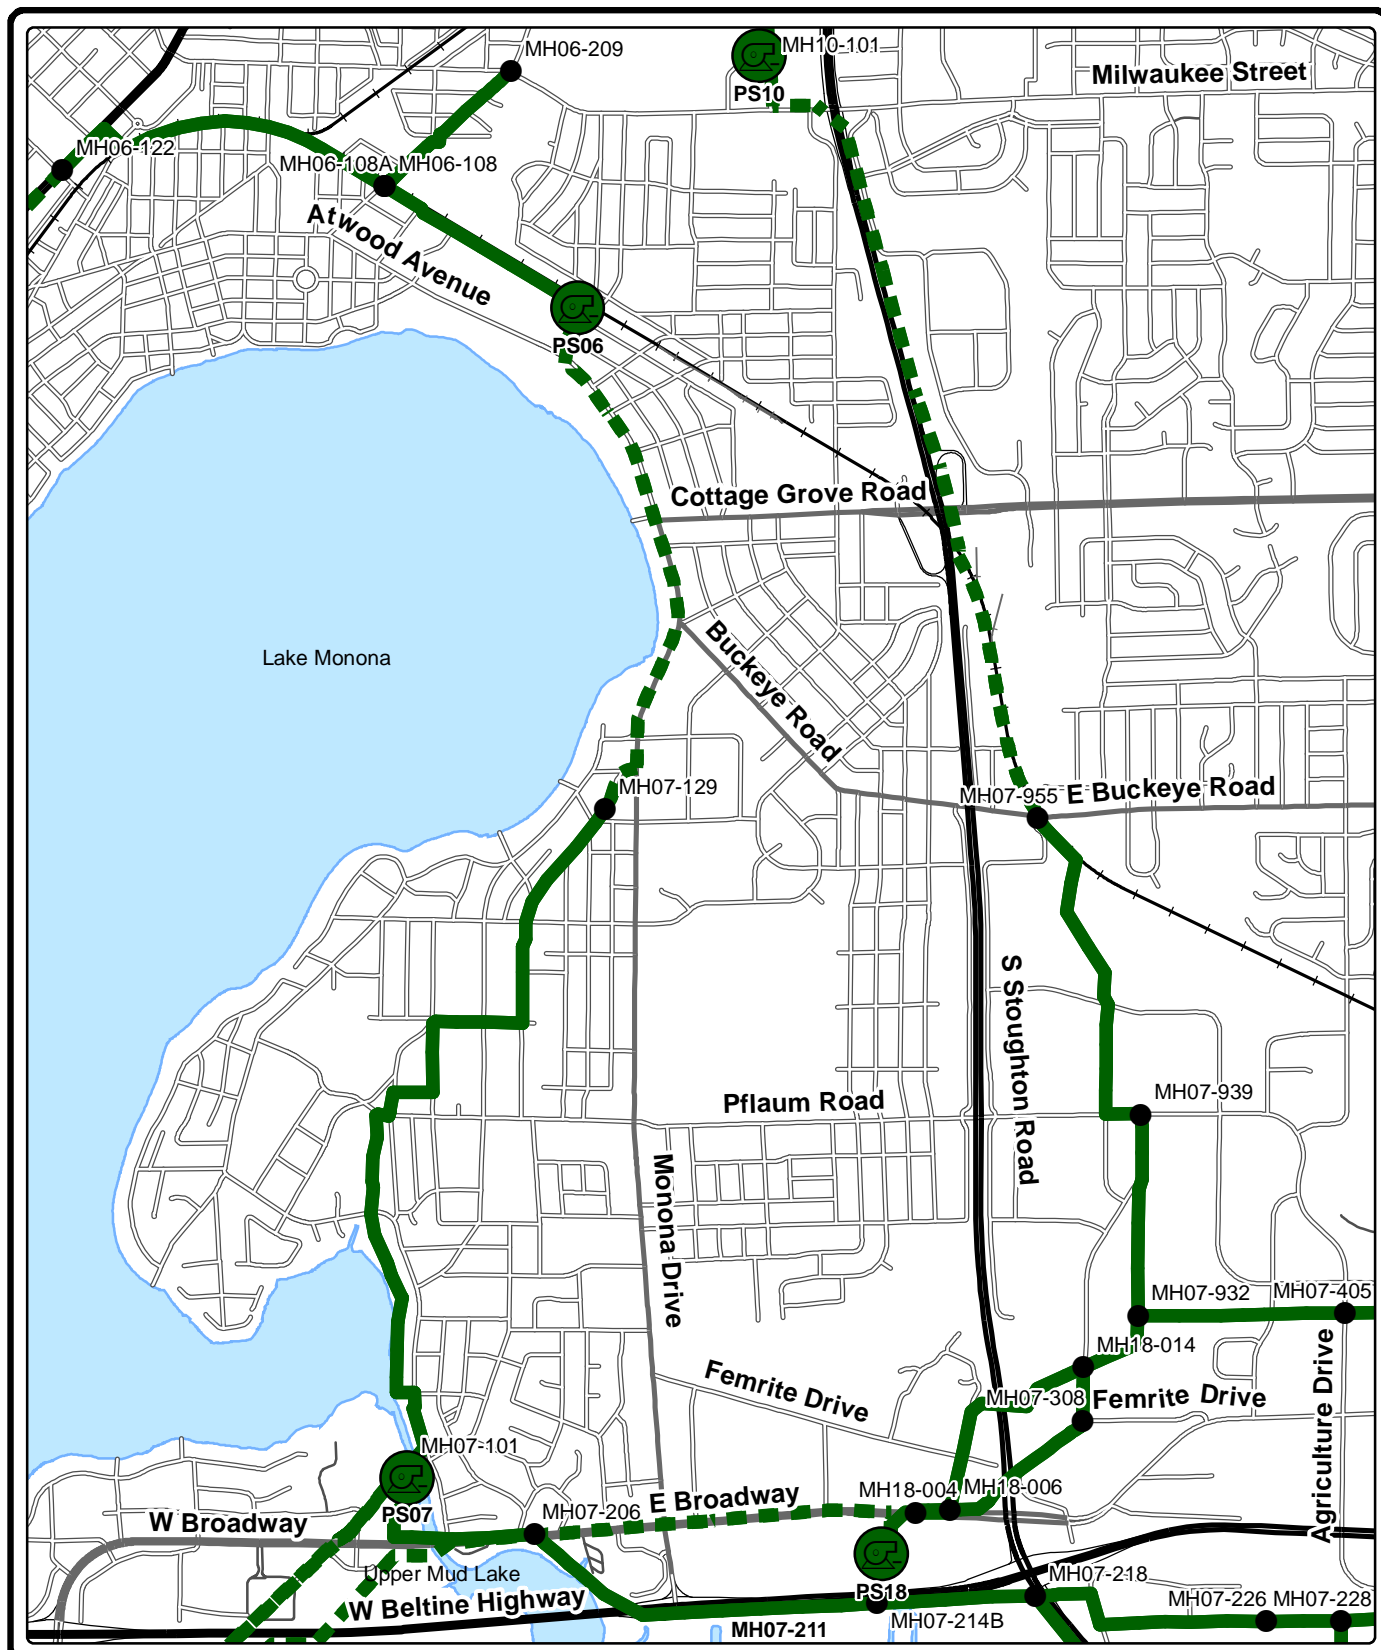 MH06-209
MH10-101
Milwaukee Street
PS10
MH06-122
MH06-108A
MH06-108
Atwood Avenue
PS06
Cottage Grove Road
Lake Monona
Buckeye Road
MH07-129
MH07-955
E Buckeye Road
S Stoughton Road
Pflaum Road
MH07-939
Monona Drive
MH07-932
MH07-405
MH18-014
Femrite Drive
MH07-308
Femrite Drive
Agriculture Drive
MH07-101
PS07
W Broadway
MH07-206
E Broadway
MH18-004
MH18-006
Upper Mud Lake
PS18
MH07-218
W Beltine Highway
MH07-211
MH07-214B
MH07-226
MH07-228